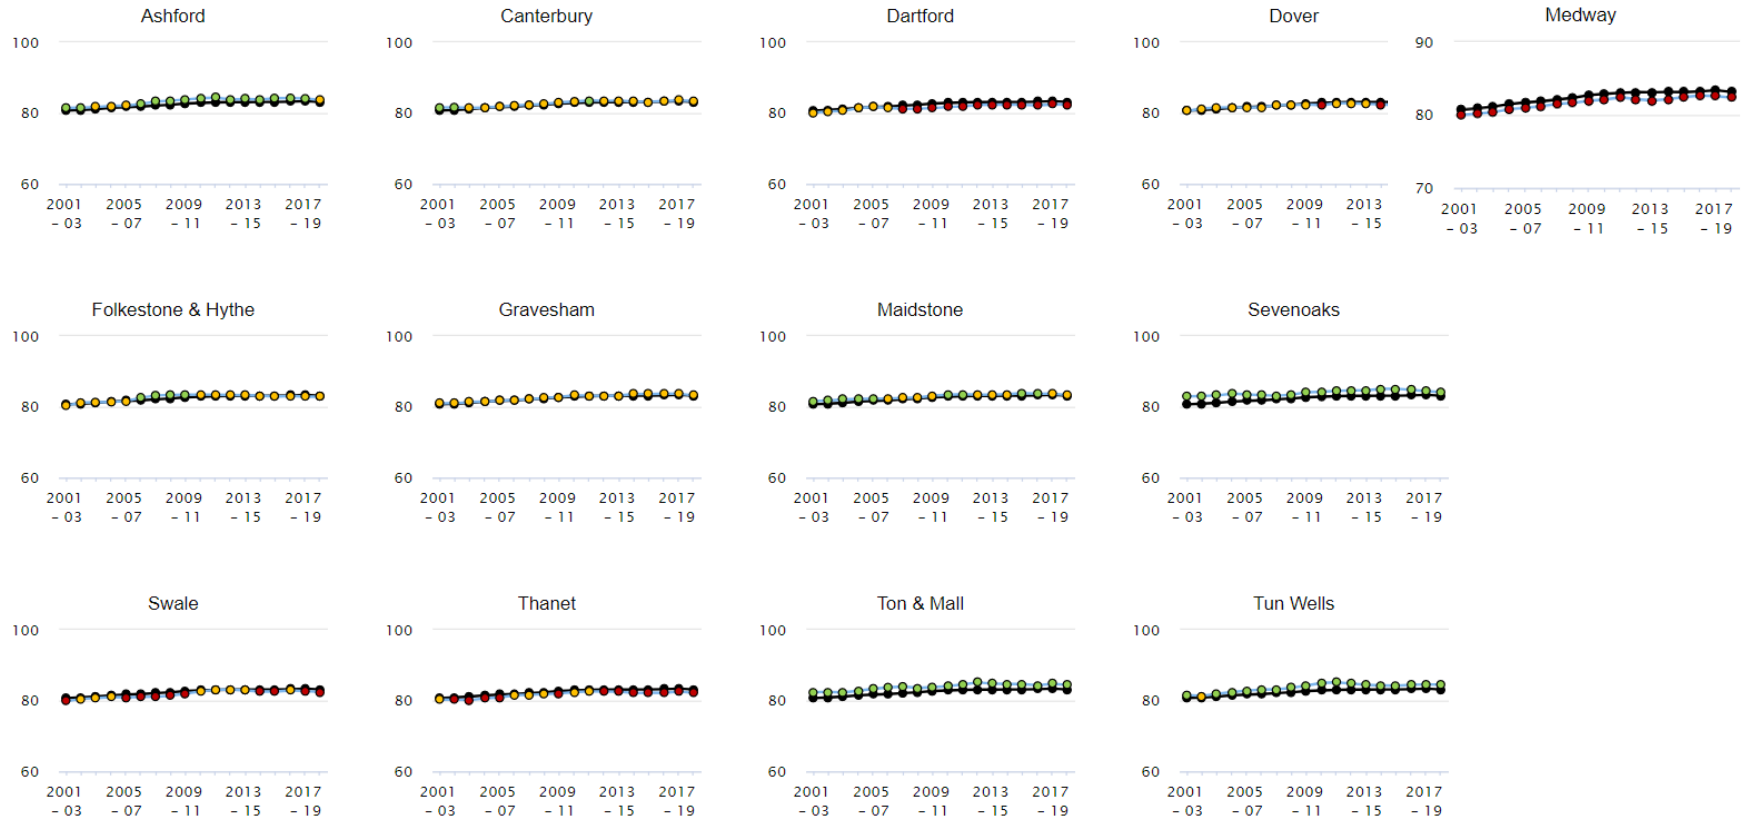 Ashford
Canterbury
Dartford
Dover
Medway
100
100
100
100
90
80
80
80
80
80
60
60
60
60
70
2001 2005 2009 2013 2017
– 03 – 07 – 11 – 15 – 19
2001 2005 2009 2013 2017
– 03 – 07 – 11 – 15 – 19
2001 2005 2009 2013 2017
– 03 – 07 – 11 – 15 – 19
2001 2005 2009 2013
– 03 – 07 – 11 – 15
2001 2005 2009 2013 2017
– 03 – 07 – 11 – 15 – 19
Folkestone & Hythe
Gravesham
Maidstone
Sevenoaks
100
100
100
100
80
80
80
80
60
60
60
60
2001 2005 2009 2013 2017
– 03 – 07 – 11 – 15 – 19
2001 2005 2009 2013 2017
– 03 – 07 – 11 – 15 – 19
2001 2005 2009 2013 2017
– 03 – 07 – 11 – 15 – 19
2001 2005 2009 2013 2017
– 03 – 07 – 11 – 15 – 19
Swale
Thanet
Ton & Mall
Tun Wells
100
100
100
100
80
80
80
80
60
60
60
60
2001 2005 2009 2013 2017
– 03 – 07 – 11 – 15 – 19
2001 2005 2009 2013 2017
– 03 – 07 – 11 – 15 – 19
2001 2005 2009 2013 2017
– 03 – 07 – 11 – 15 – 19
2001 2005 2009 2013 2017
– 03 – 07 – 11 – 15 – 19